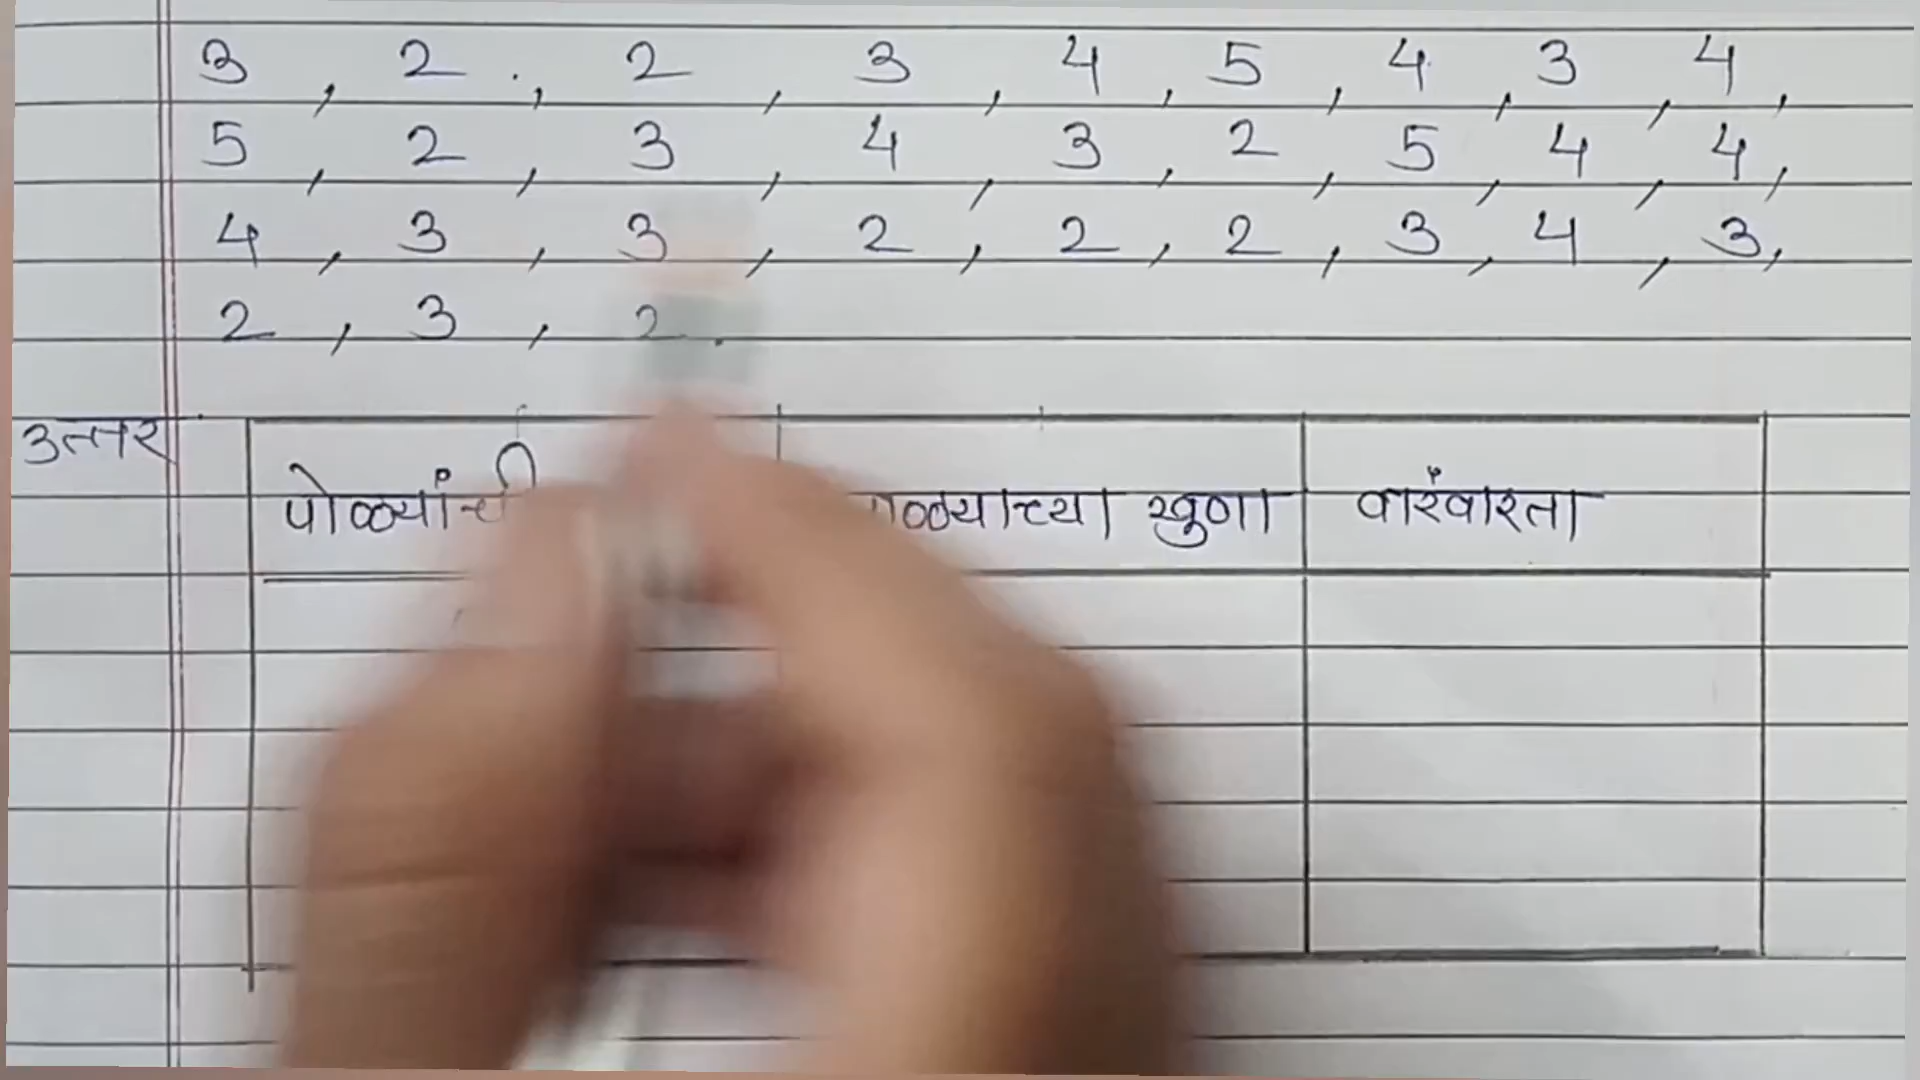 3 , 2 . , 2 , 3 , 4 , 5 , 4 , 3 , 4 ,
5 , 2 , 3 , 4 , 3 , 2 , 5 , 4 , 4 ,
4 , 3 , 3 , 2 , 2 , 2 , 3 , 4 , 3 ,
2 , 3 , 2 .
उत्तर
पोळ्यांची खुणा वारंवारता